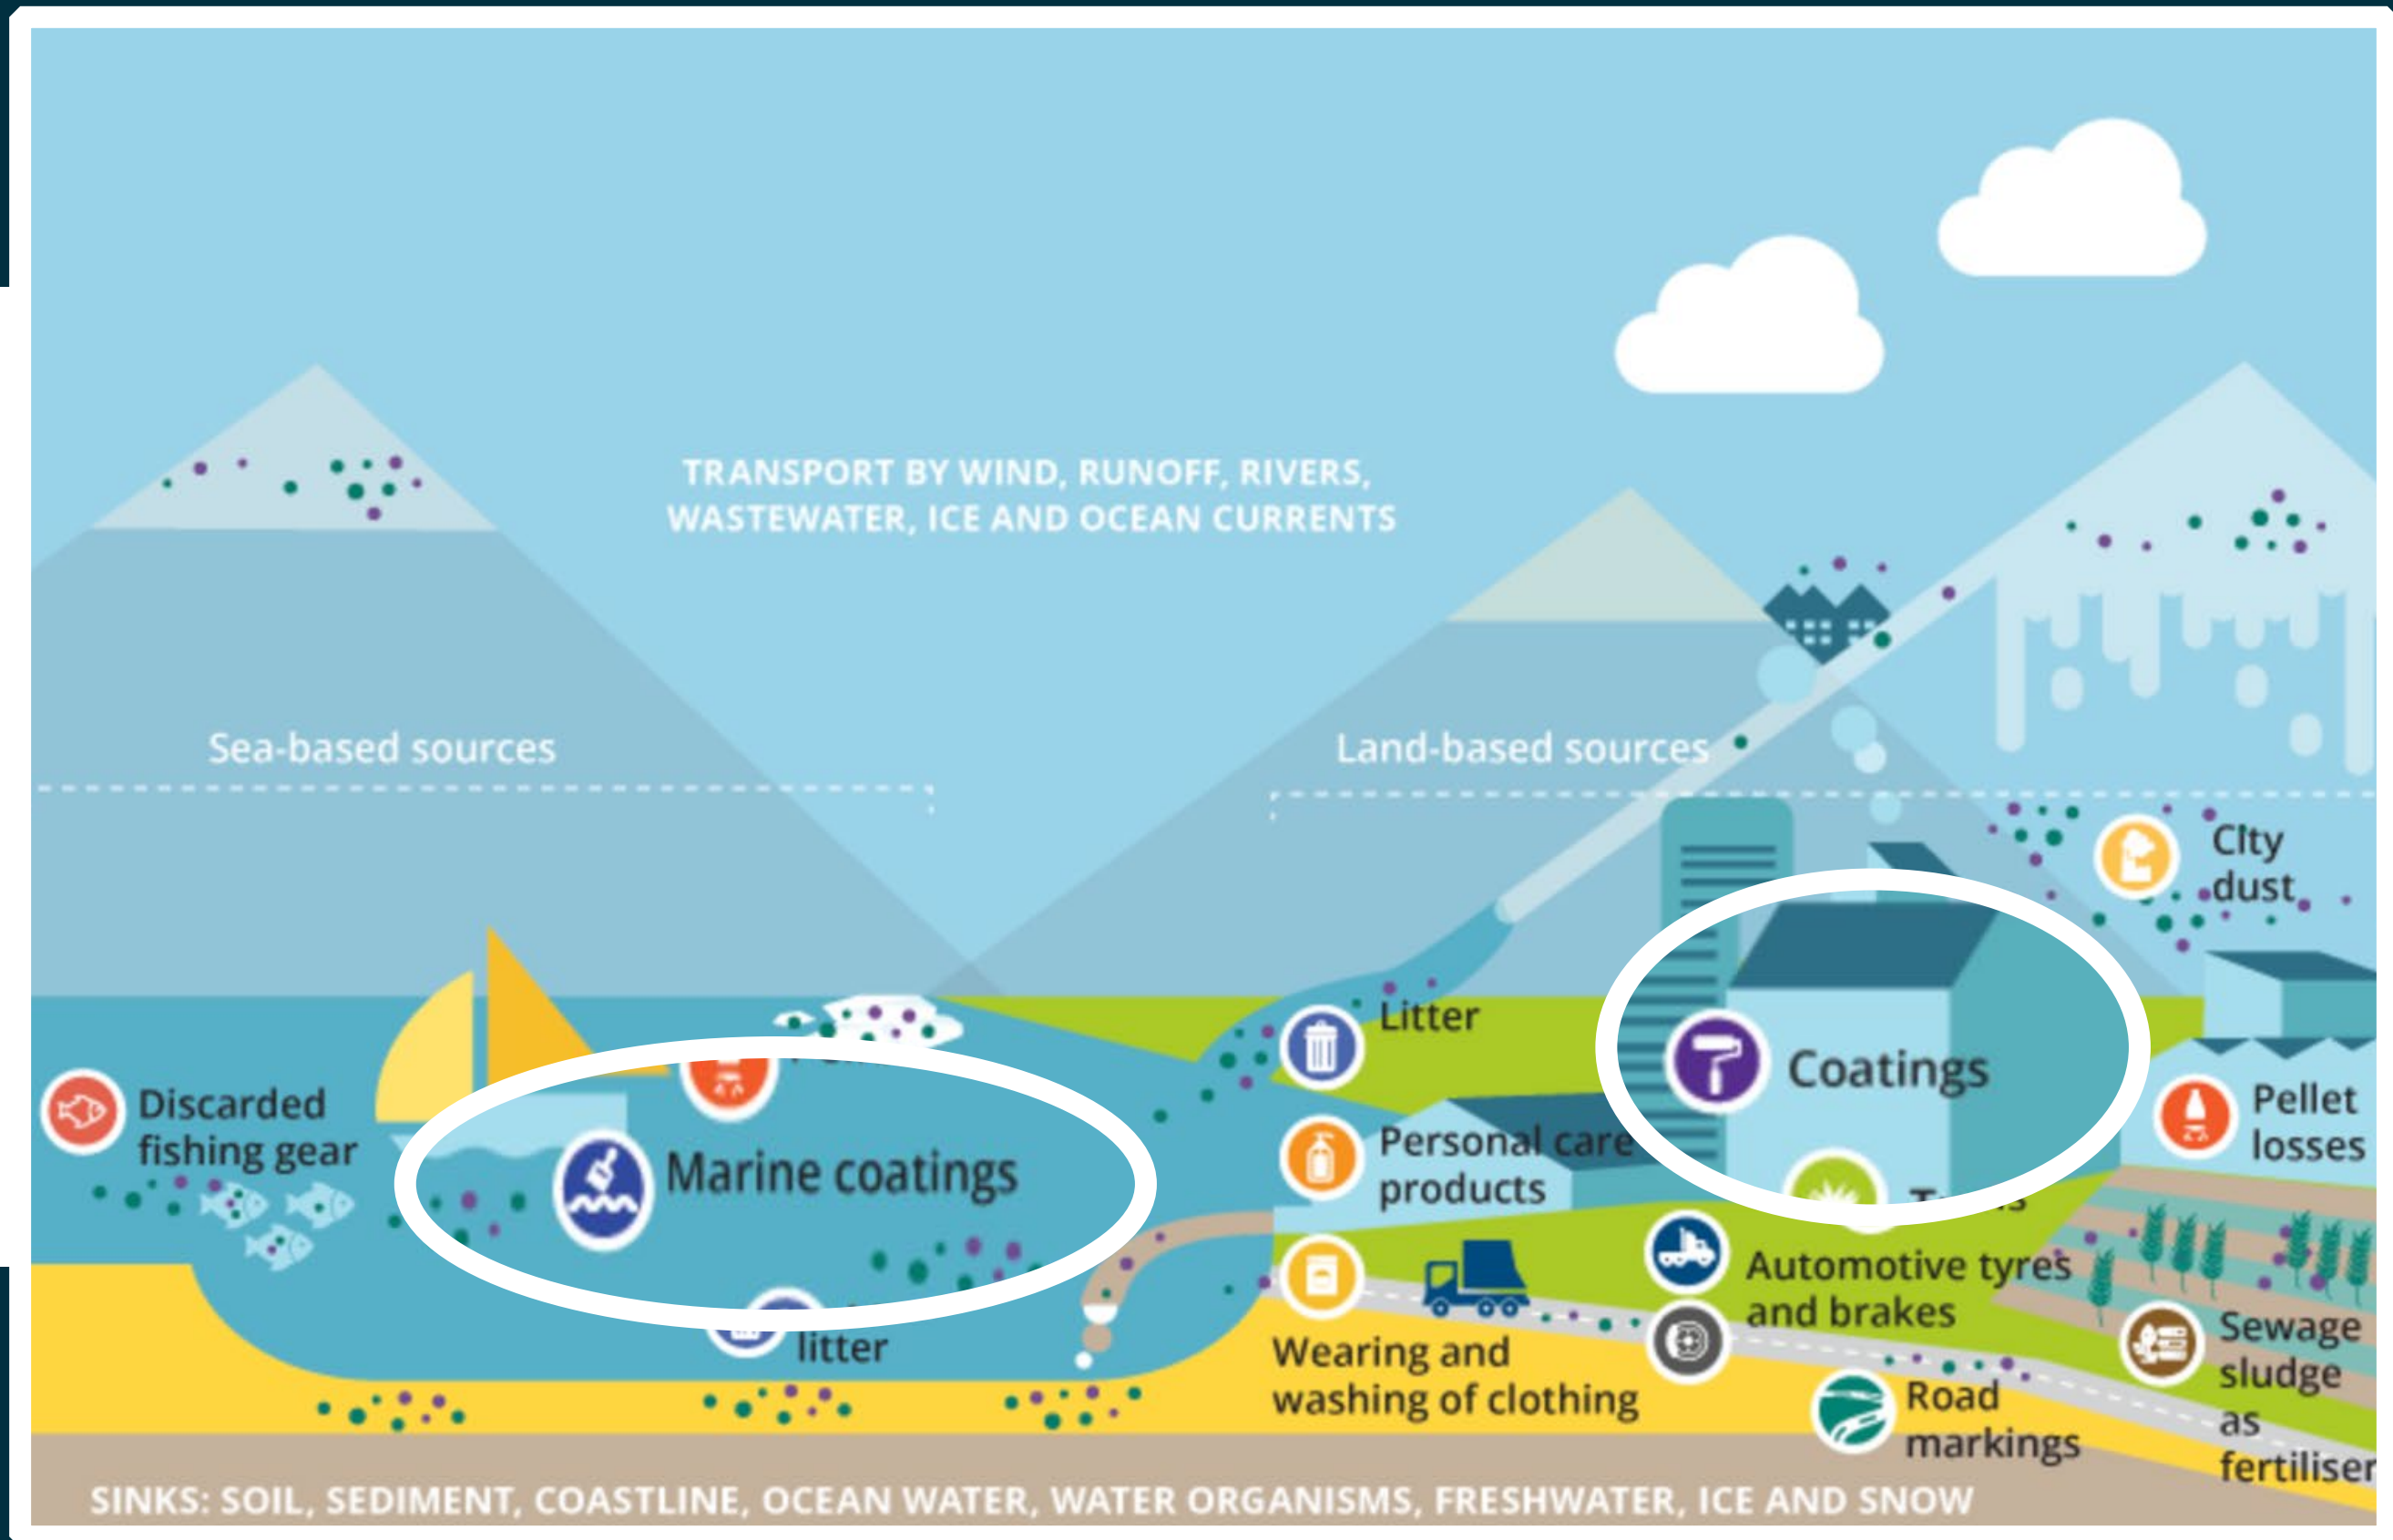 TRANSPORT BY WIND, RUNOFF, RIVERS,
WASTEWATER, ICE AND OCEAN CURRENTS
Sea-based sources
Land-based sources
City
dust
Litter
Coatings
Discarded
fishing gear
Marine coatings
Personal care
products
Pellet
losses
litter
Automotive tyres
and brakes
Wearing and
washing of clothing
Road
markings
Sewage
sludge
as
fertiliser
SINKS: SOIL, SEDIMENT, COASTLINE, OCEAN WATER, WATER ORGANISMS, FRESHWATER, ICE AND SNOW